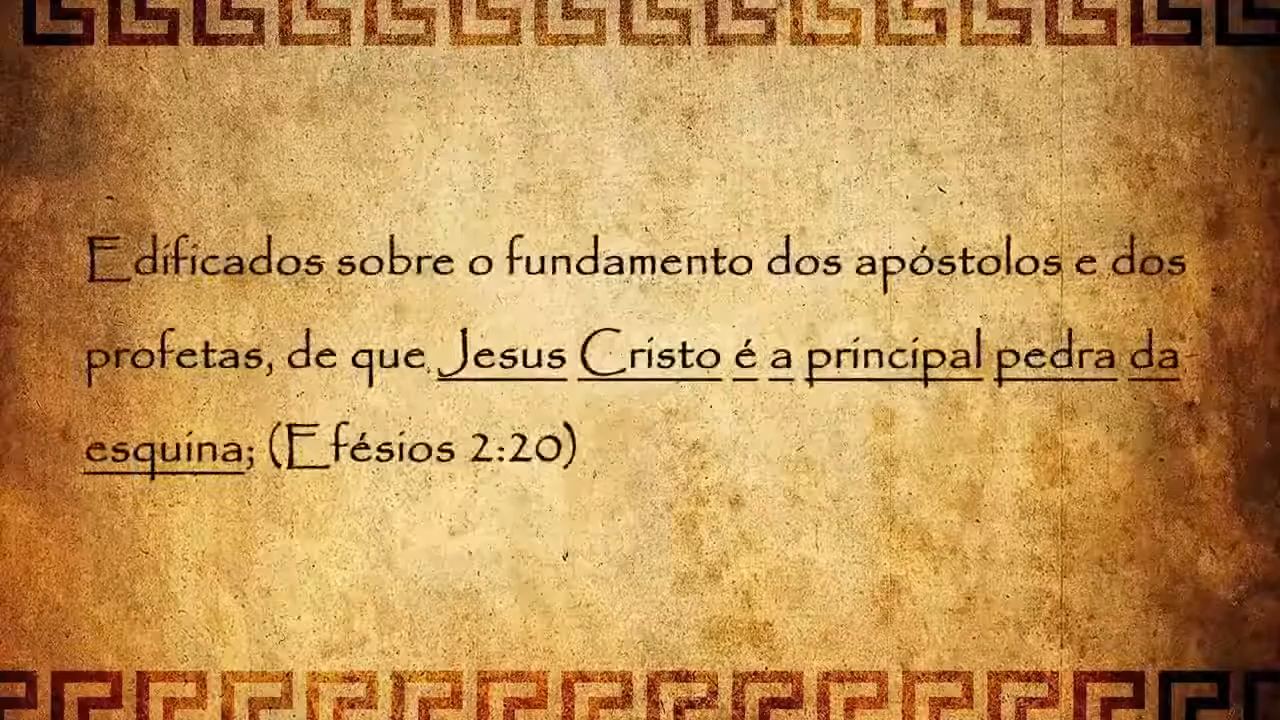 Edificados sobre o fundamento dos apóstolos e dos
profetas, de que Jesus Cristo é a principal pedra da
esquina; (Efésios 2:20)